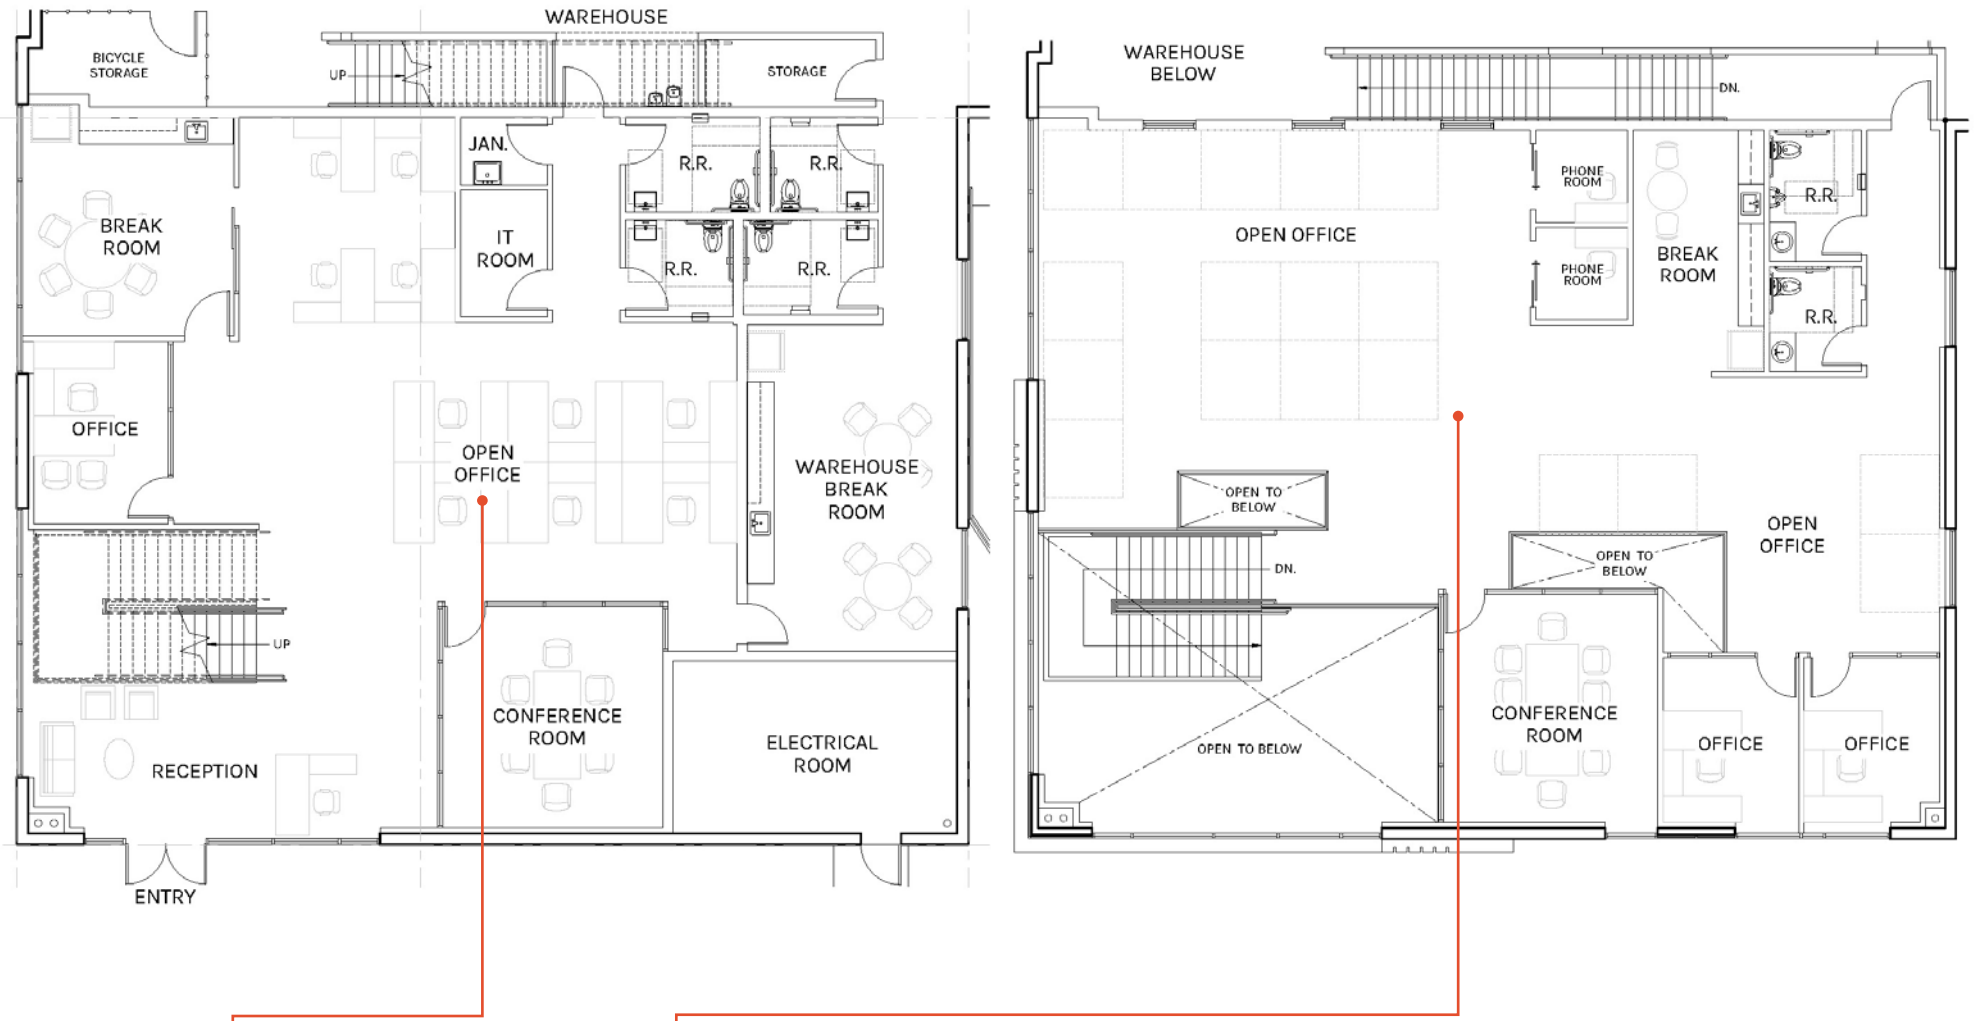 WAREHOUSE
BICYCLE
STORAGE
UP
STORAGE
JAN.
R.R.
R.R.
BREAK
ROOM
IT
ROOM
R.R.
R.R.
OFFICE
OPEN
OFFICE
WAREHOUSE
BREAK
ROOM
UP
CONFERENCE
ROOM
ELECTRICAL
ROOM
RECEPTION
ENTRY
WAREHOUSE
BELOW
DN.
PHONE
ROOM
R.R.
OPEN OFFICE
BREAK
ROOM
PHONE
ROOM
R.R.
OPEN TO
BELOW
OPEN
OFFICE
OPEN TO
BELOW
DN.
CONFERENCE
ROOM
OPEN TO BELOW
OFFICE
OFFICE